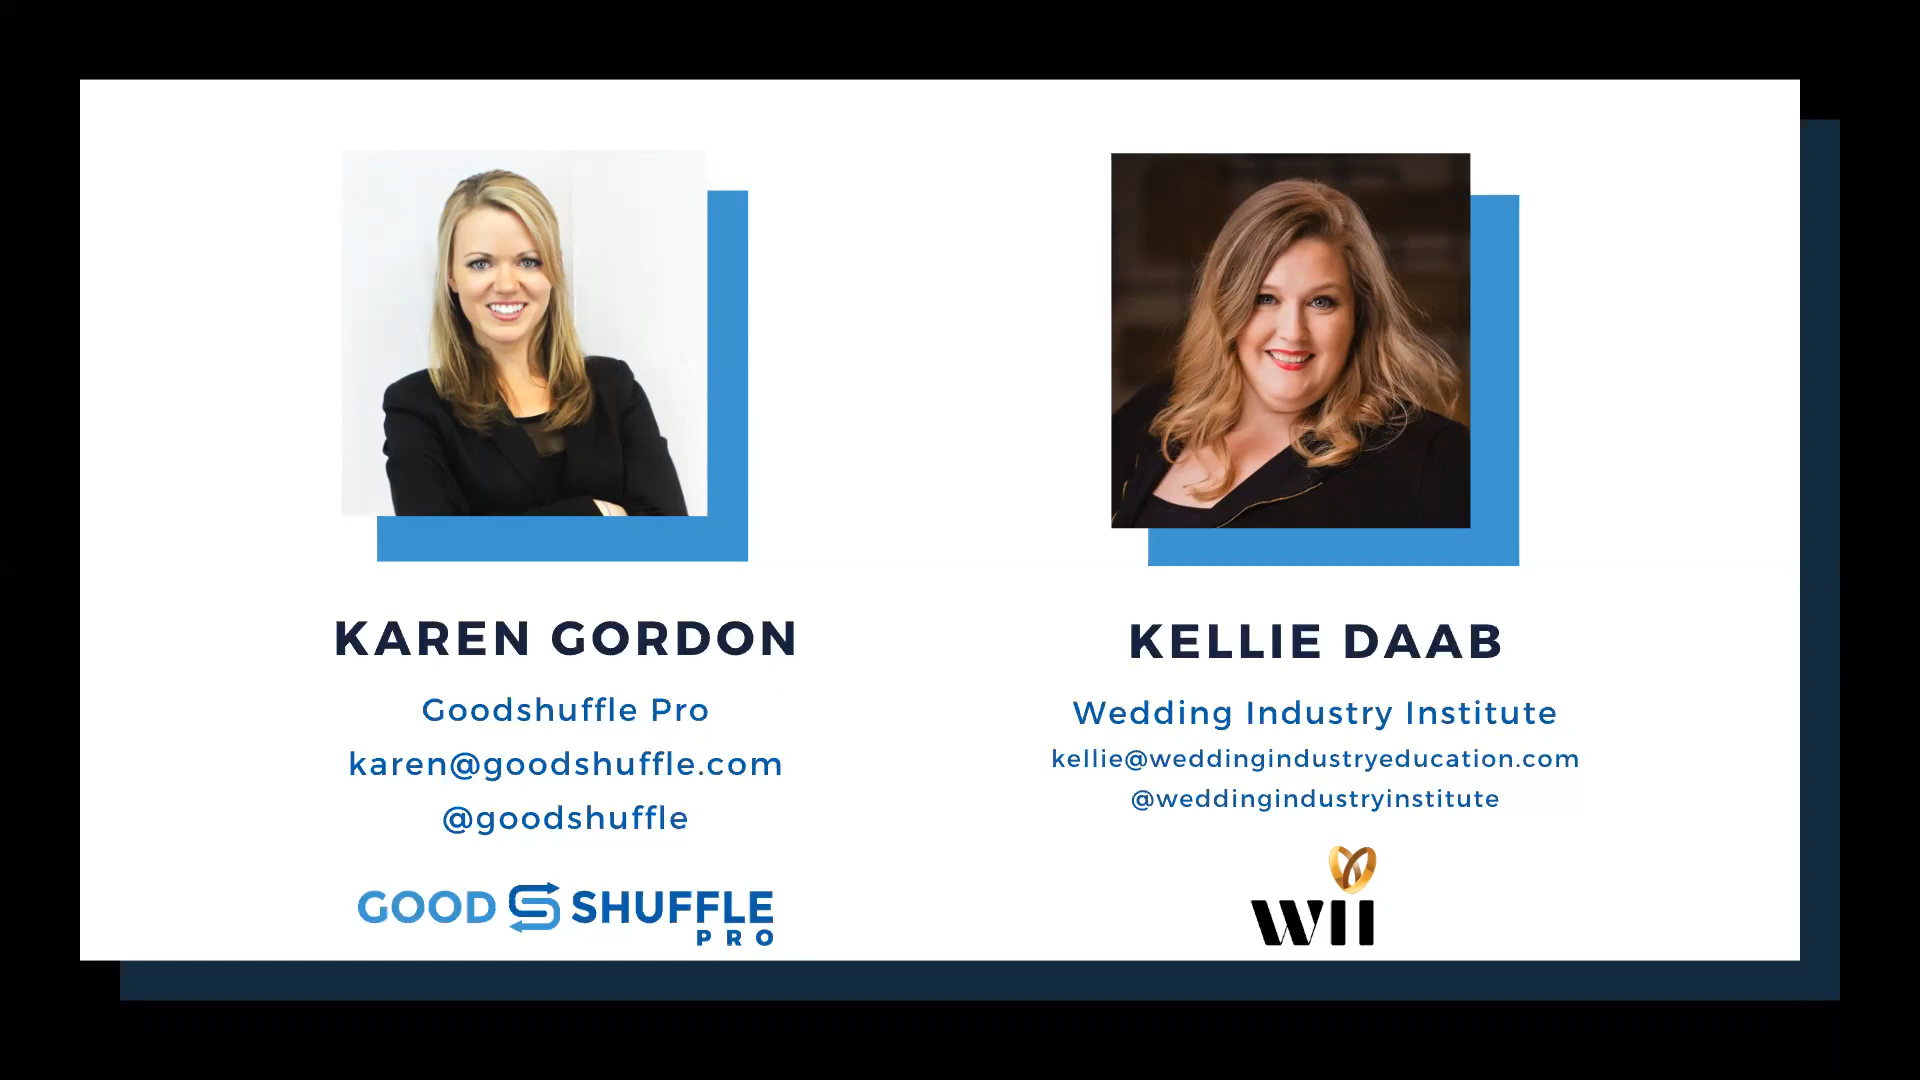 KAREN GORDON
Goodshuffle Pro
karen@goodshuffle.com
@goodshuffle
GOOD SHUFFLE
PRO
KELLIE DAAB
Wedding Industry Institute
kellie@weddingindustryeducation.com
@weddingindustryinstitute
WII